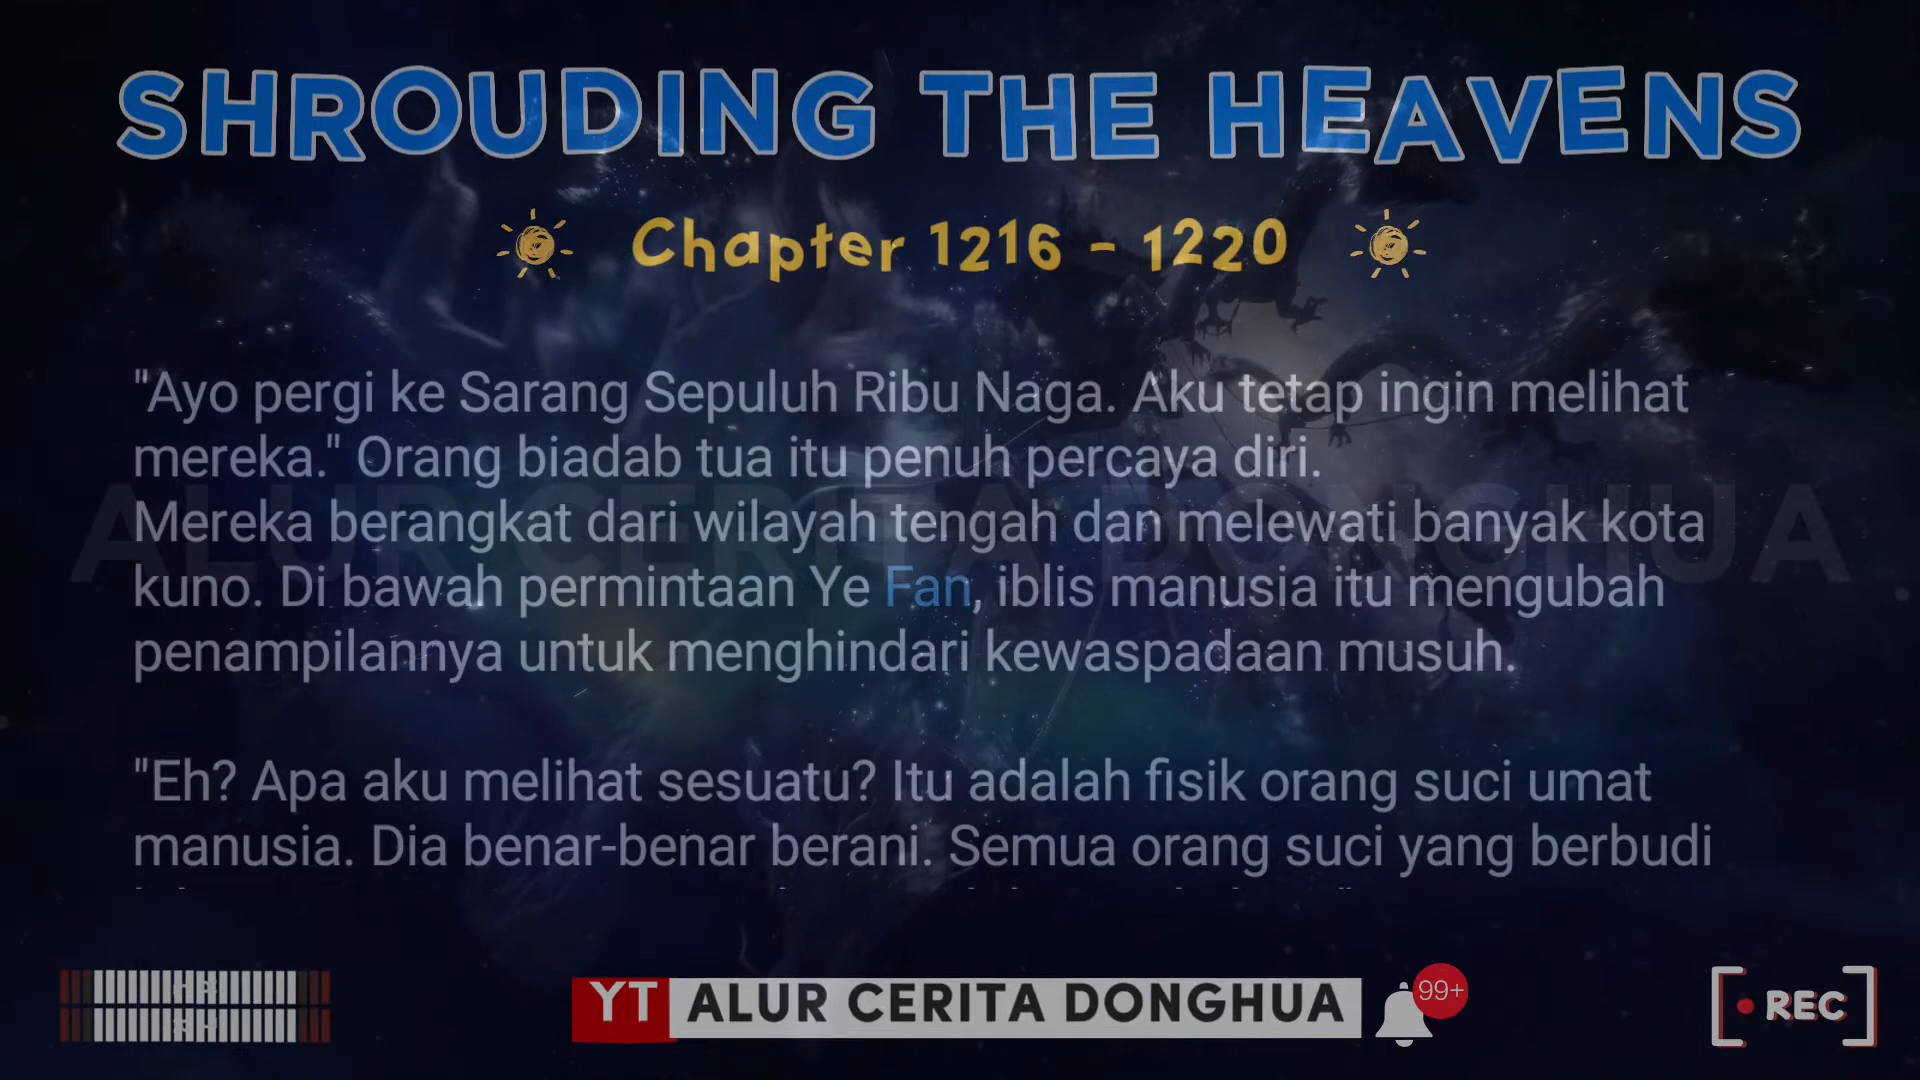 SHROUDING THE HEAVENS
Chapter 1216 - 1220
"Ayo pergi ke Sarang Sepuluh Ribu Naga. Aku tetap ingin melihat
mereka." Orang biadab tua itu penuh percaya diri.
Mereka berangkat dari wilayah tengah dan melewati banyak kota
kuno. Di bawah permintaan Ye Fan, iblis manusia itu mengubah
penampilannya untuk menghindari kewaspadaan musuh.
"Eh? Apa aku melihat sesuatu? Itu adalah fisik orang suci umat
manusia. Dia benar-benar berani. Semua orang suci yang berbudi
ALUR CERITA DONGHUA
YT ALUR CERITA DONGHUA
99+
REC